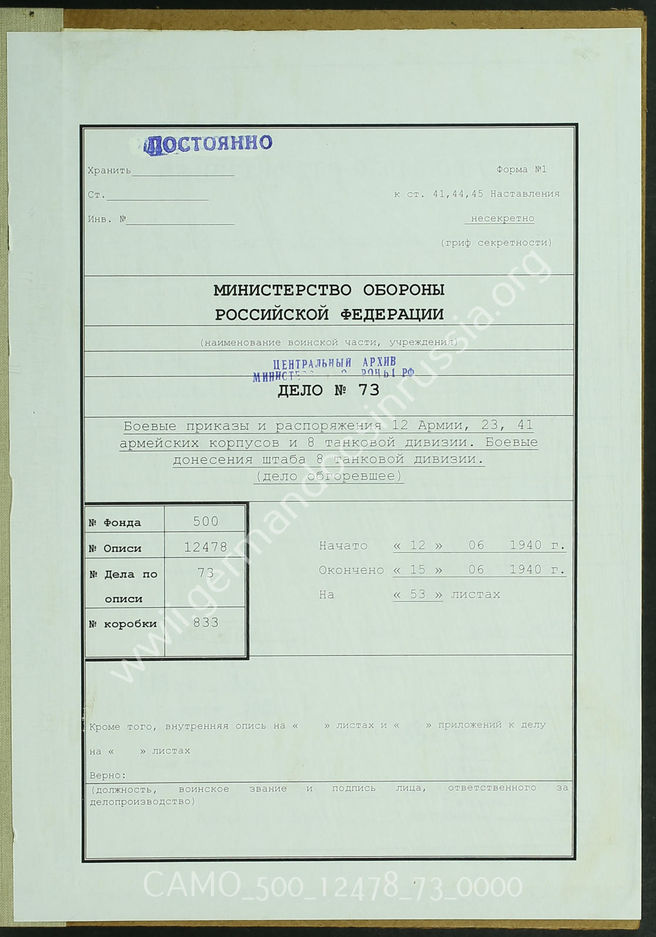 ПОСТОЯННО
Хранить
Форма №1
Ст.
к ст. 41,44,45 Наставления
Инв. №
несекретно
(гриф секретности)
МИНИСТЕРСТВО ОБОРОНЫ
РОССИЙСКОЙ ФЕДЕРАЦИИ
(наименование воинской части, учреждения)
ЦЕНТРАЛЬНЫЙ АРХИВ
РФ
ДЕЛО № 73
Боевые приказы и распоряжения 12 Армии, 23, 41
армейских корпусов и 8 танковой дивизии. Боевые
донесения штаба 8 танковой дивизии.
(дело обгоревшее)
№ Фонда 500
№ Описи 12478
№ Дела по 73
описи
№ коробки 833
Начато « 12 » 06 1940 г.
Окончено « 15 » 06 1940 г.
На « 53 » листах
Кроме того, внутренняя опись на « » листах и « » приложений к делу
на « » листах
Верно:
(должность, воинское звание и подпись лица, ответственного за
делопроизводство)
wwii.germandocsinrussia.org
CAMO_500_12478_73_0000